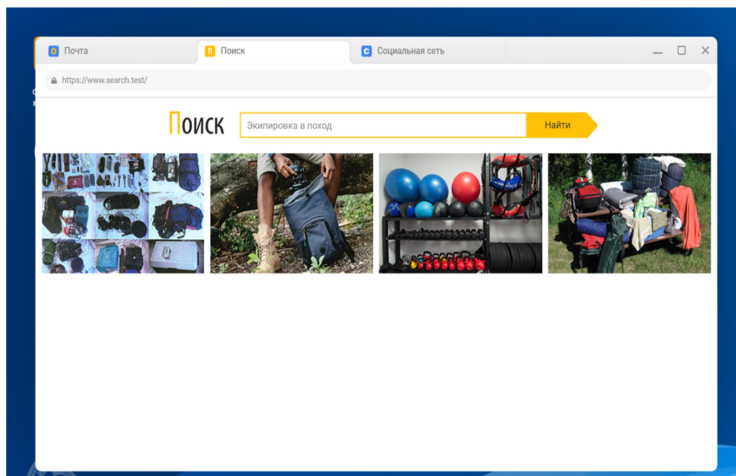 Почта
Поиск
Социальная сеть
https://www.search.test/
Поиск
Экипировка в поход
Найти